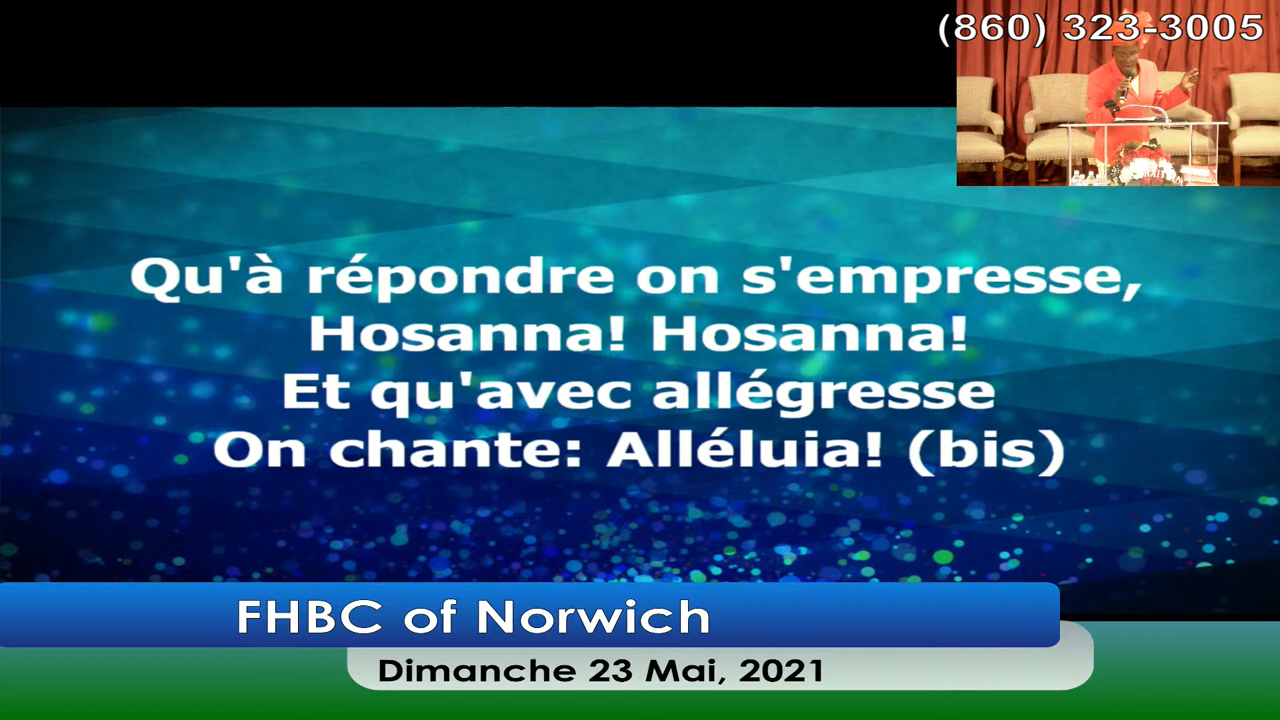 (860) 323-3005
Qu'à répondre on s'empresse,
Hosanna! Hosanna!
Et qu'avec allégresse
On chante: Alléluia! (bis)
FHBC of Norwich
Dimanche 23 Mai, 2021